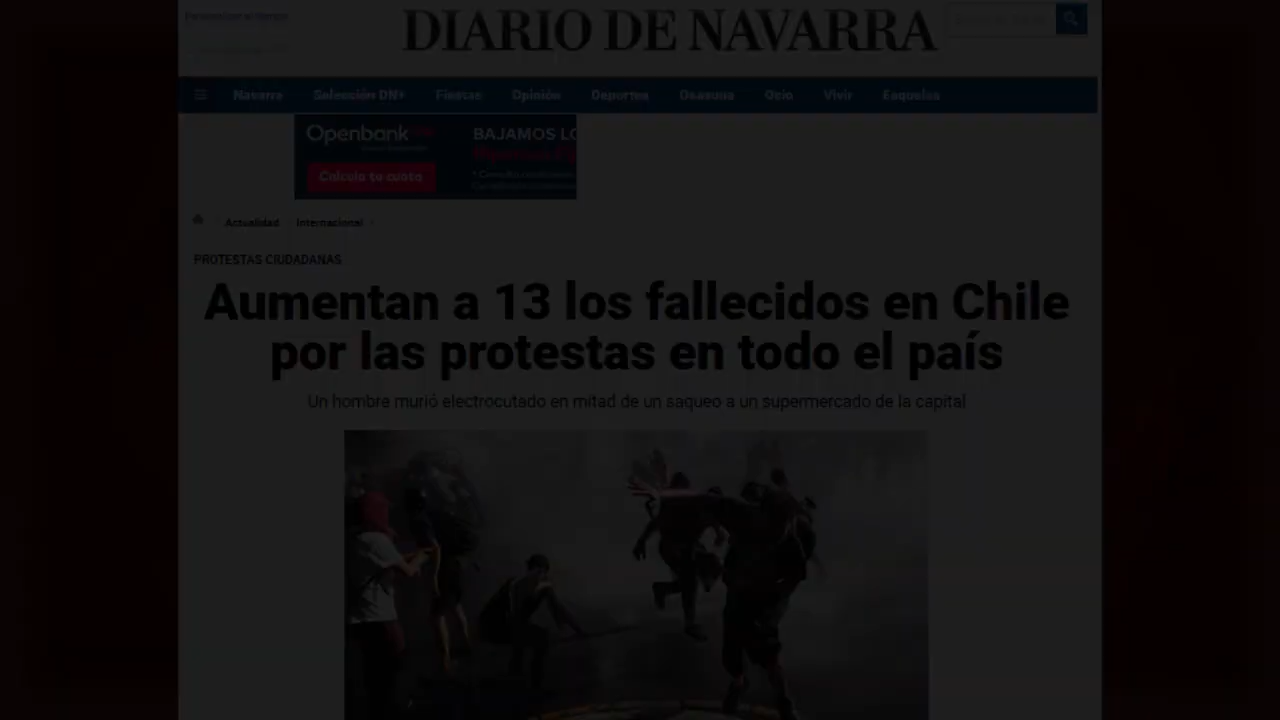 DIARIO DE NAVARRA
Navarra Selección DN+ Fiestas Opinión Deportes Osasuna Ocio Vivir Esquelas
Openbank
BAJAMOS LO
Calcula tu cuota
Actualidad Internacional
PROTESTAS CIUDADANAS
Aumentan a 13 los fallecidos en Chile
por las protestas en todo el país
Un hombre murió electrocutado en mitad de un saqueo a un supermercado de la capital